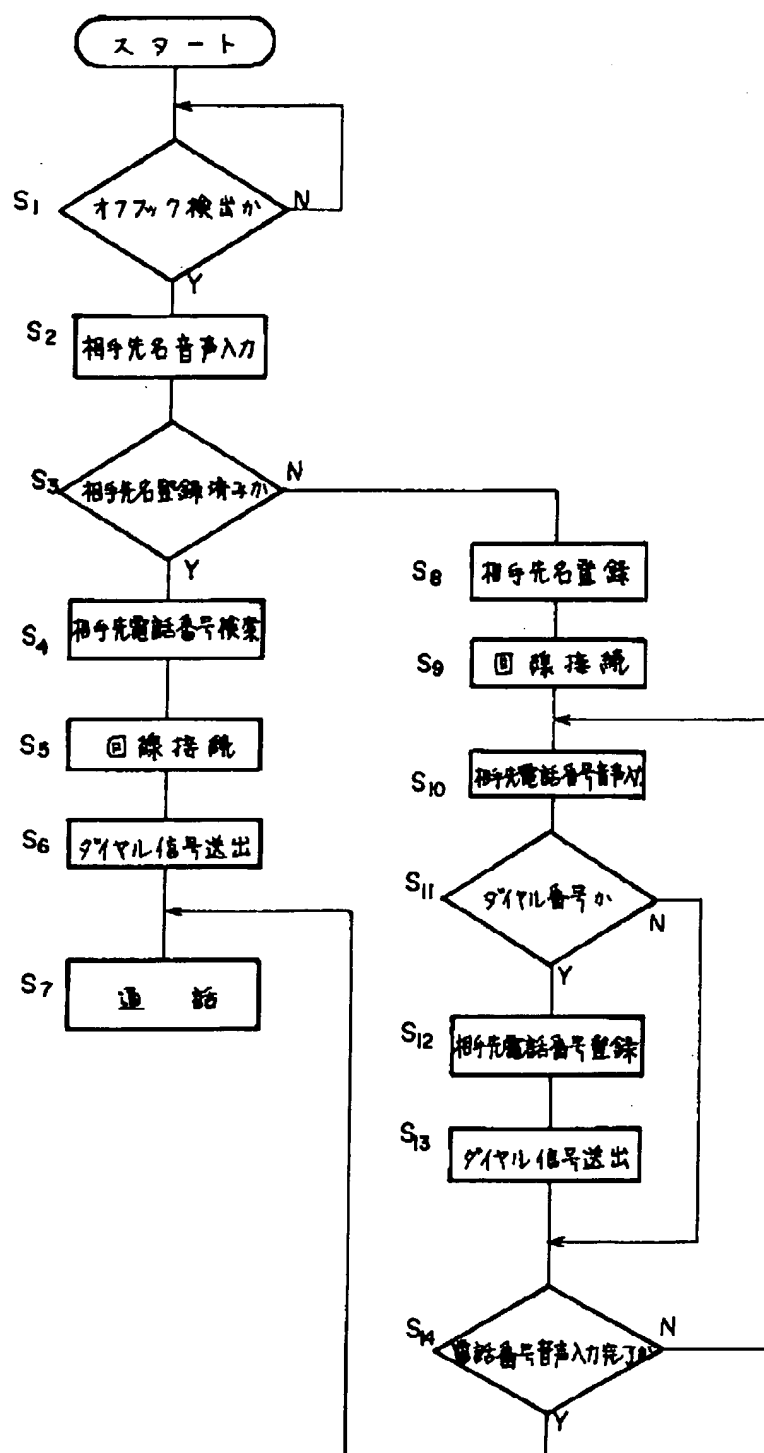 スタート
S1
オフフック検出か
N
Y
S2
相手先名音声入力
S3
相手先名登録済みか
N
Y
S4
相手先電話番号検索
S5
回線接続
S6
ダイヤル信号送出
S7
通話
S8
相手先名登録
S9
回線接続
S10
相手先電話番号音声入力
S11
ダイヤル番号か
N
Y
S12
相手先電話番号登録
S13
ダイヤル信号送出
S14
電話番号音声入力完了か
N
Y